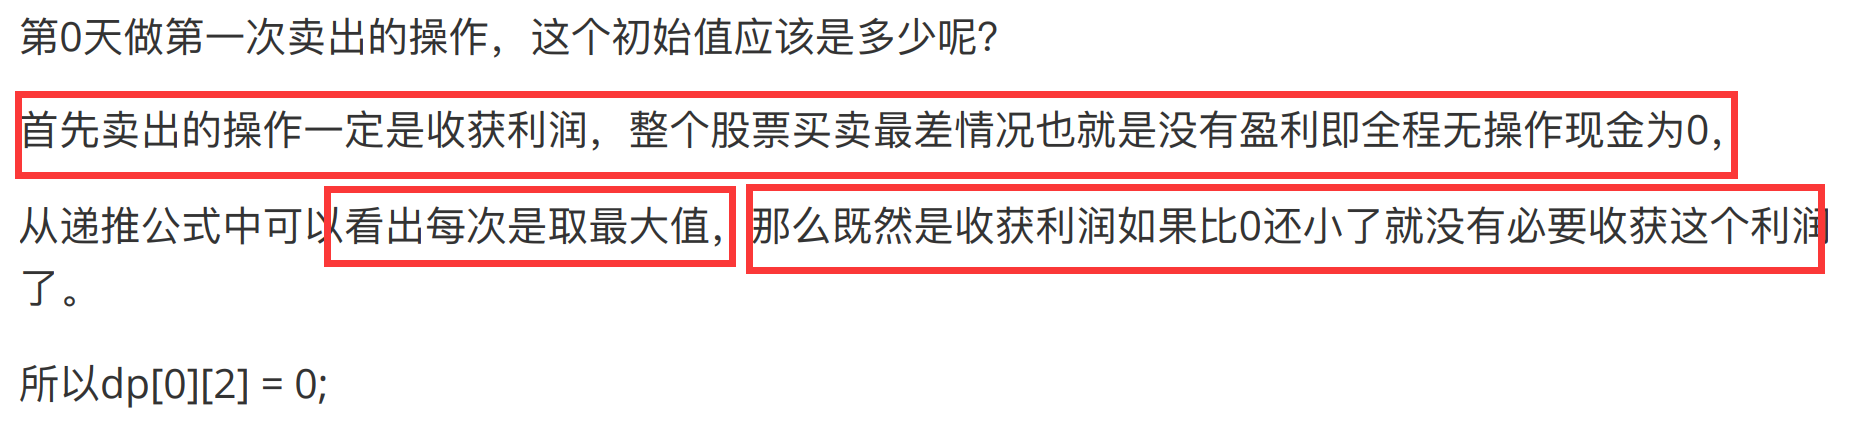 第0天做第一次卖出的操作，这个初始值应该是多少呢?
首先卖出的操作一定是收获利润，整个股票买卖最差情况也就是没有盈利即全程无操作现金为0，
从递推公式中可以看出每次是取最大值，那么既然是收获利润如果比0还小了就没有必要收获这个利润
了。
所以dp[0][2] = 0;